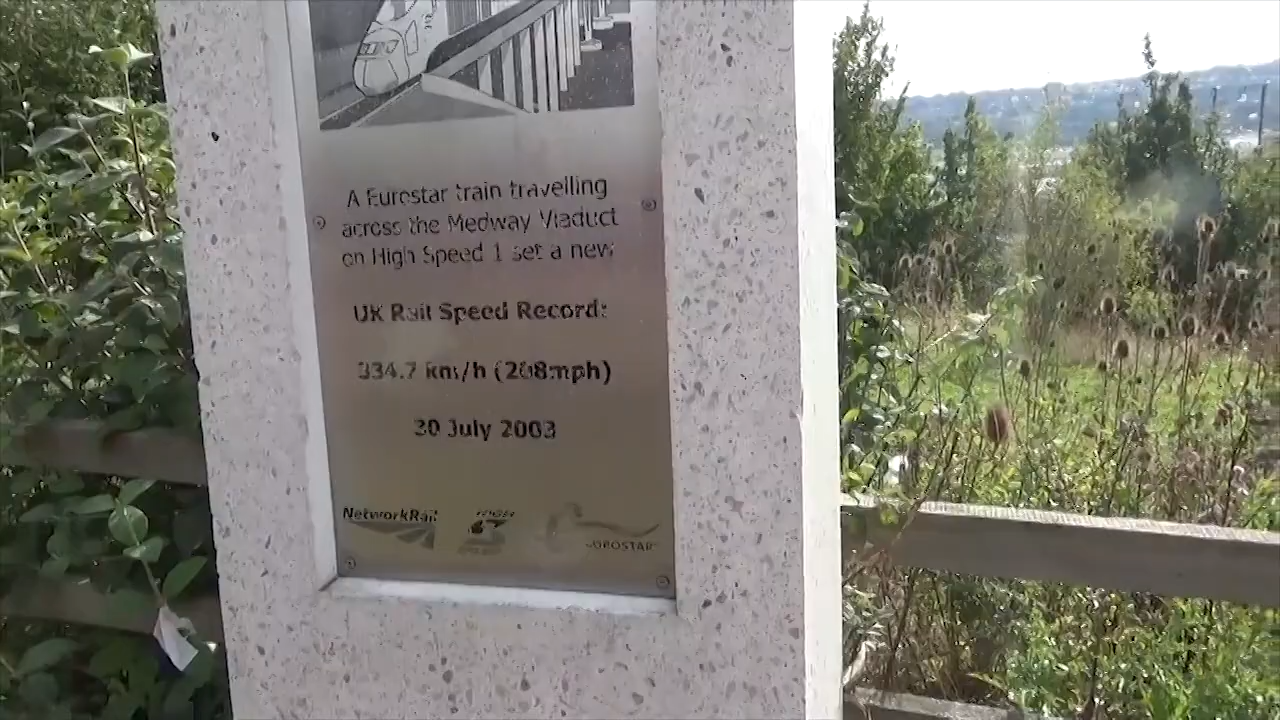 A Eurostar train travelling
across the Medway Viaduct
on High Speed 1 set a new
UK Rail Speed Record:
334.7 km/h (208mph)
30 July 2003
NetworkRail
EUROSTAR